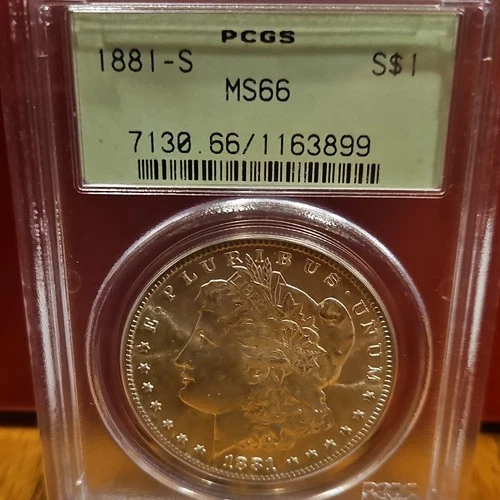 PCGS
1881-S S$1
MS66
7130.66/1163899
E·PLURIBUS·UNUM
1881